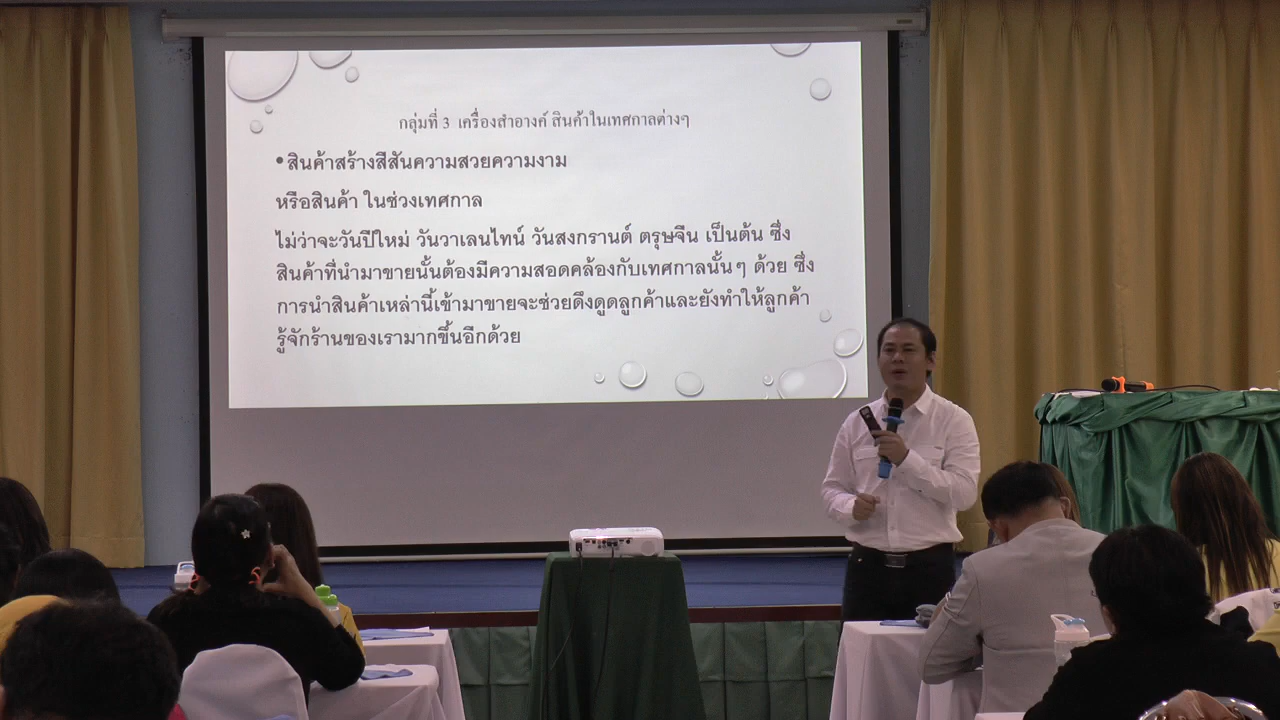 กลุ่มที่ 3 เครื่องสำอางค์ สินค้าในเทศกาลต่างๆ
• สินค้าสร้างสีสันความสวยความงาม
หรือสินค้า ในช่วงเทศกาล
ไม่ว่าจะวันปีใหม่ วันวาเลนไทน์ วันสงกรานต์ ตรุษจีน เป็นต้น ซึ่ง
สินค้าที่นำมาขายนั้นต้องมีความสอดคล้องกับเทศกาลนั้นๆ ด้วย ซึ่ง
การนำสินค้าเหล่านี้เข้ามาขายจะช่วยดึงดูดลูกค้าและยังทำให้ลูกค้า
รู้จักร้านของเรามากขึ้นอีกด้วย